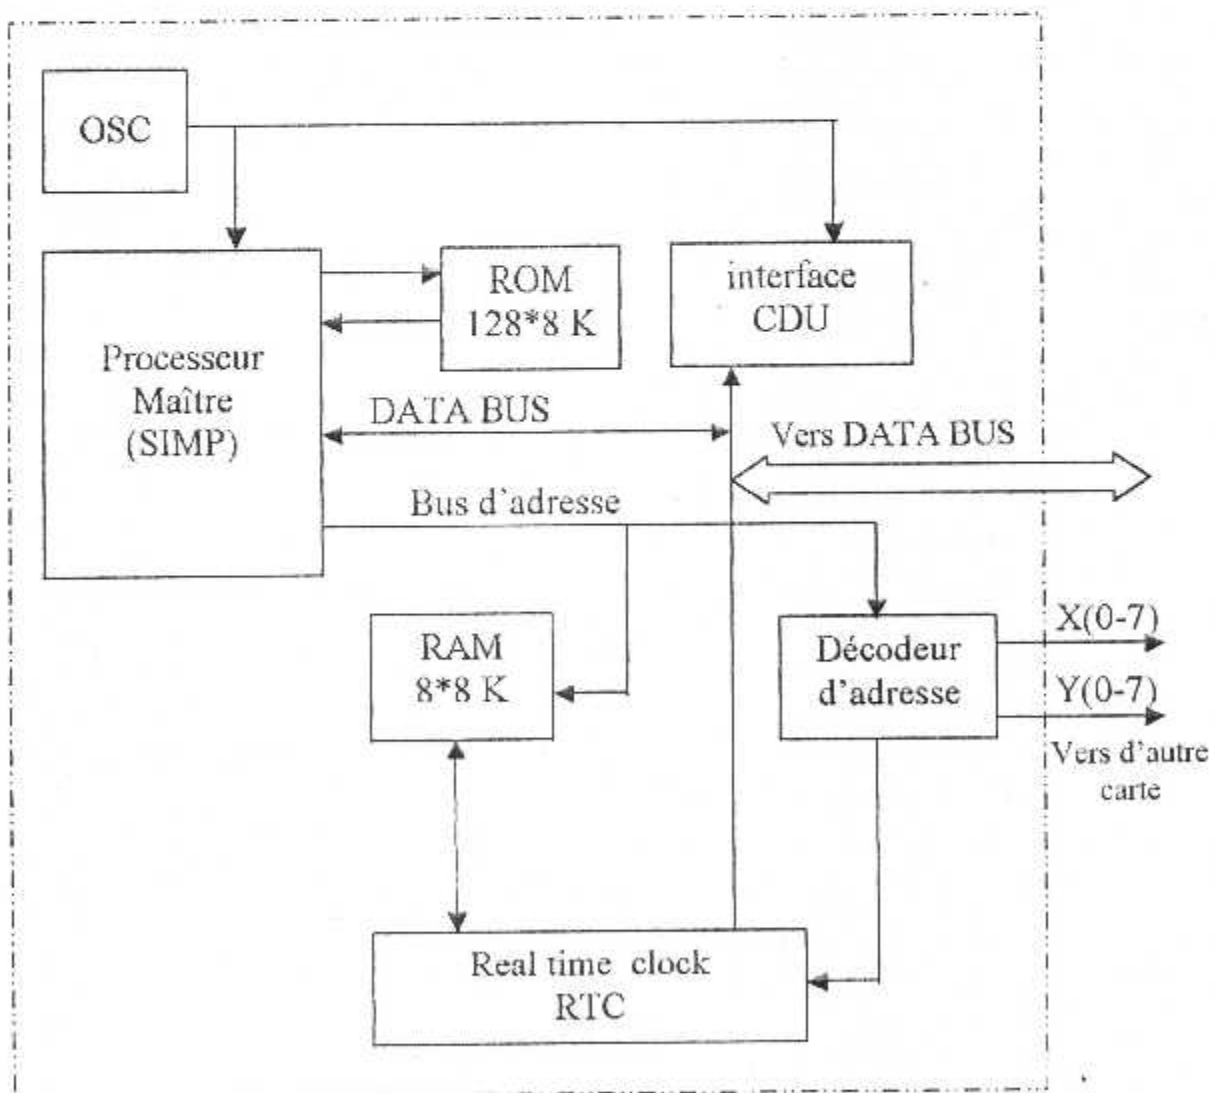 OSC
ROM
128*8 K
interface
CDU
Processeur
Maître
(SIMP)
DATA BUS
Vers DATA BUS
Bus d'adresse
RAM
8*8 K
Décodeur
d'adresse
X(0-7)
Y(0-7)
Vers d'autre
carte
Real time clock
RTC